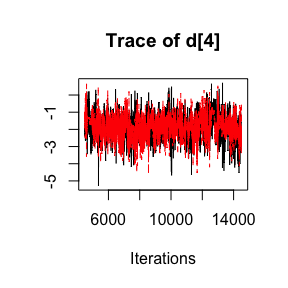 Trace of d[4]
-1
-3
-5
6000 10000 14000
Iterations